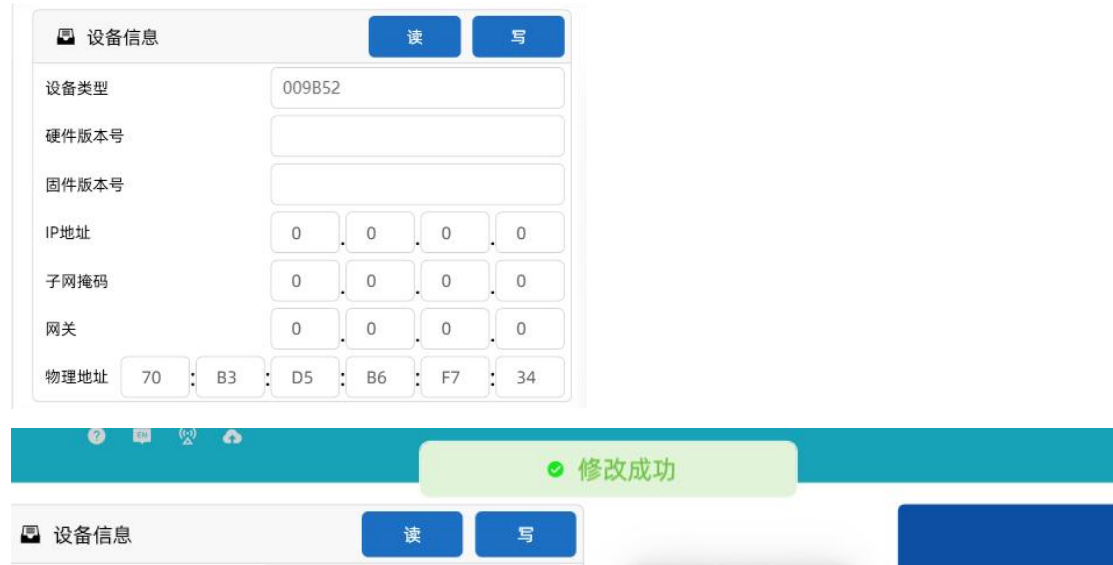 设备信息 读 写
设备类型 009B52
硬件版本号
固件版本号
IP地址 0 . 0 . 0 . 0
子网掩码 0 . 0 . 0 . 0
网关 0 . 0 . 0 . 0
物理地址 70 : B3 : D5 : B6 : F7 : 34
? EN
修改成功
设备信息 读 写